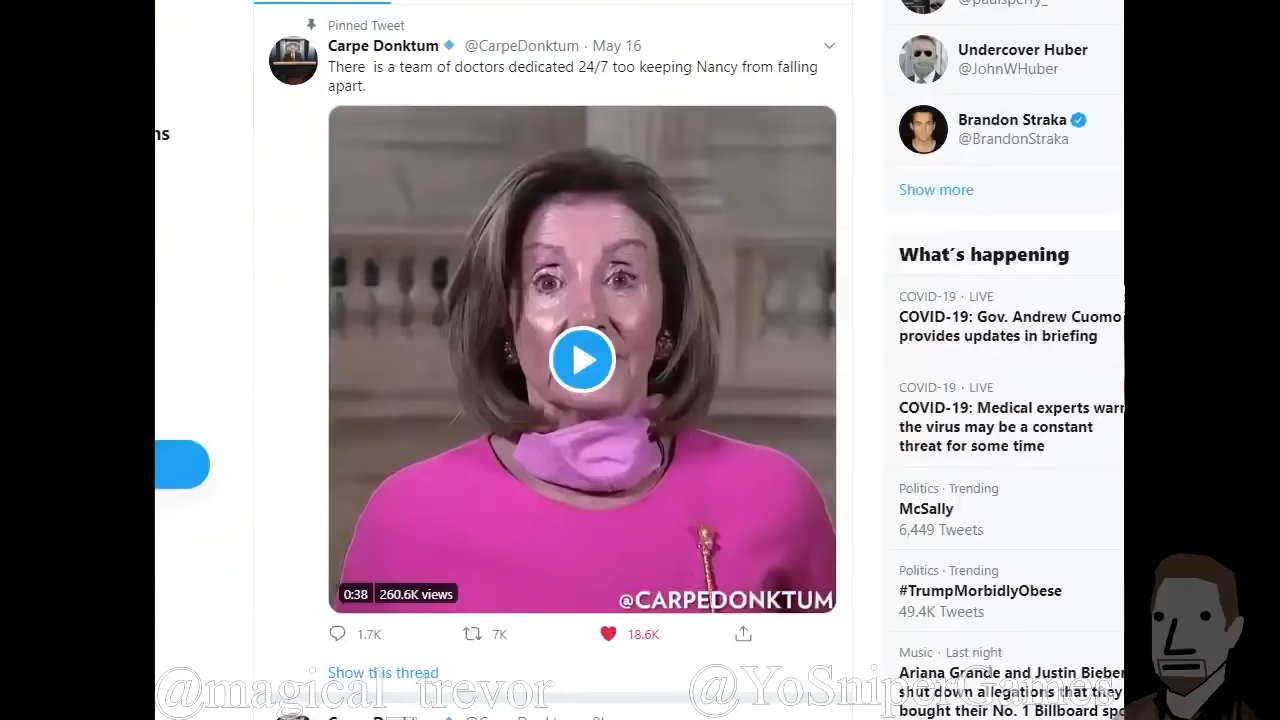 Pinned Tweet
Carpe Donktum @CarpeDonktum · May 16
There is a team of doctors dedicated 24/7 too keeping Nancy from falling
apart.
0:38 260.6K views
@CARPEDONKTUM
1.7K 7K 18.6K
Show this thread
@paulsperry_
Undercover Huber
@JohnWHuber
Brandon Straka
@BrandonStraka
Show more
What's happening
COVID-19 · LIVE
COVID-19: Gov. Andrew Cuomo
provides updates in briefing
COVID-19 · LIVE
COVID-19: Medical experts warn
the virus may be a constant
threat for some time
Politics · Trending
McSally
6,449 Tweets
Politics · Trending
#TrumpMorbidlyObese
49.4K Tweets
Music · Last night
Ariana Grande and Justin Bieber
shut down allegations that they
bought their No. 1 Billboard spo
@magical_trevor
@YoSniperGames